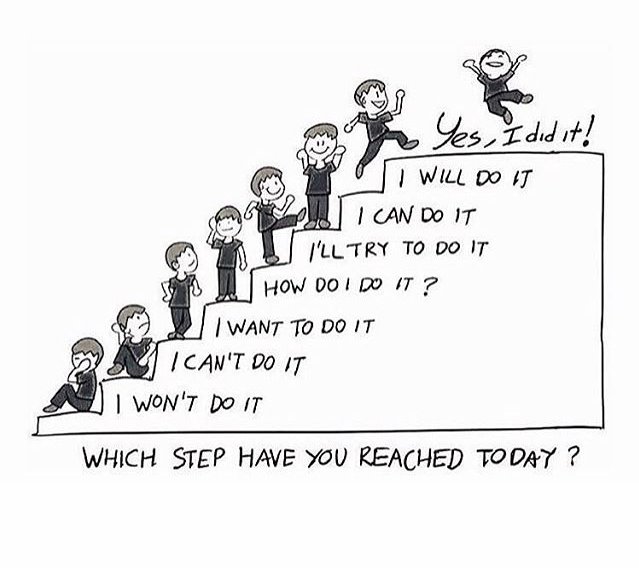 Yes, I did it!
I WILL DO IT
I CAN DO IT
I'LL TRY TO DO IT
HOW DO I DO IT ?
I WANT TO DO IT
I CAN'T DO IT
I WON'T DO IT
WHICH STEP HAVE YOU REACHED TODAY ?